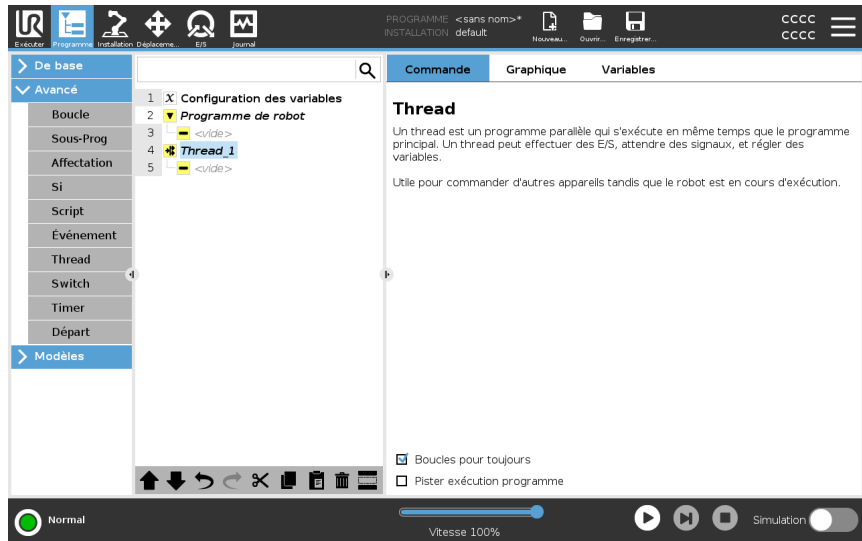 UR
Exécuter
Programme
Installation
Déplaceme...
E/S
Journal
PROGRAMME <sans nom>*
INSTALLATION default
Nouveau...
Ouvrir...
Enregistrer...
CCCC
CCCC
De base
Avancé
Boucle
Sous-Prog
Affectation
Si
Script
Événement
Thread
Switch
Timer
Départ
Modèles
1 X Configuration des variables
2 Programme de robot
3 <vide>
4 Thread_1
5 <vide>
Commande Graphique Variables
Thread
Un thread est un programme parallèle qui s'exécute en même temps que le programme
principal. Un thread peut effectuer des E/S, attendre des signaux, et régler des
variables.
Utile pour commander d'autres appareils tandis que le robot est en cours d'exécution.
Boucles pour toujours
Pister exécution programme
Normal
Vitesse 100%
Simulation